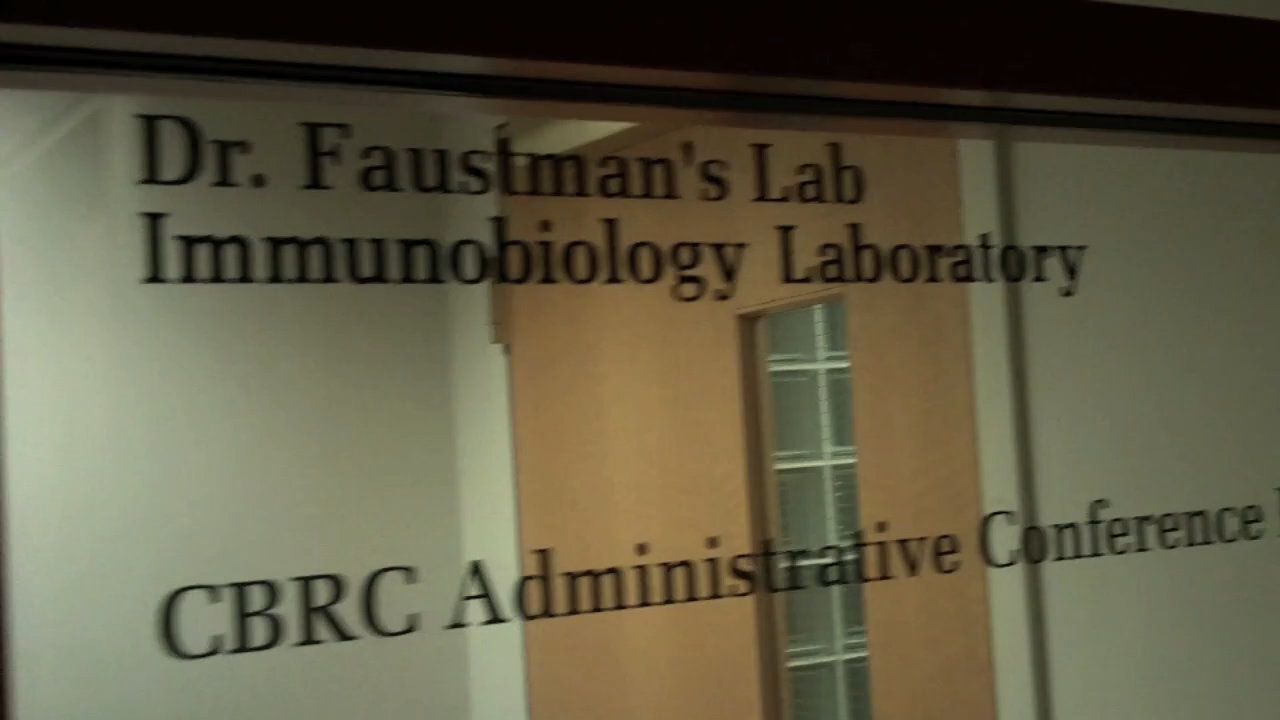 Dr. Faustman's Lab
Immunobiology Laboratory
CBRC Administrative Conference